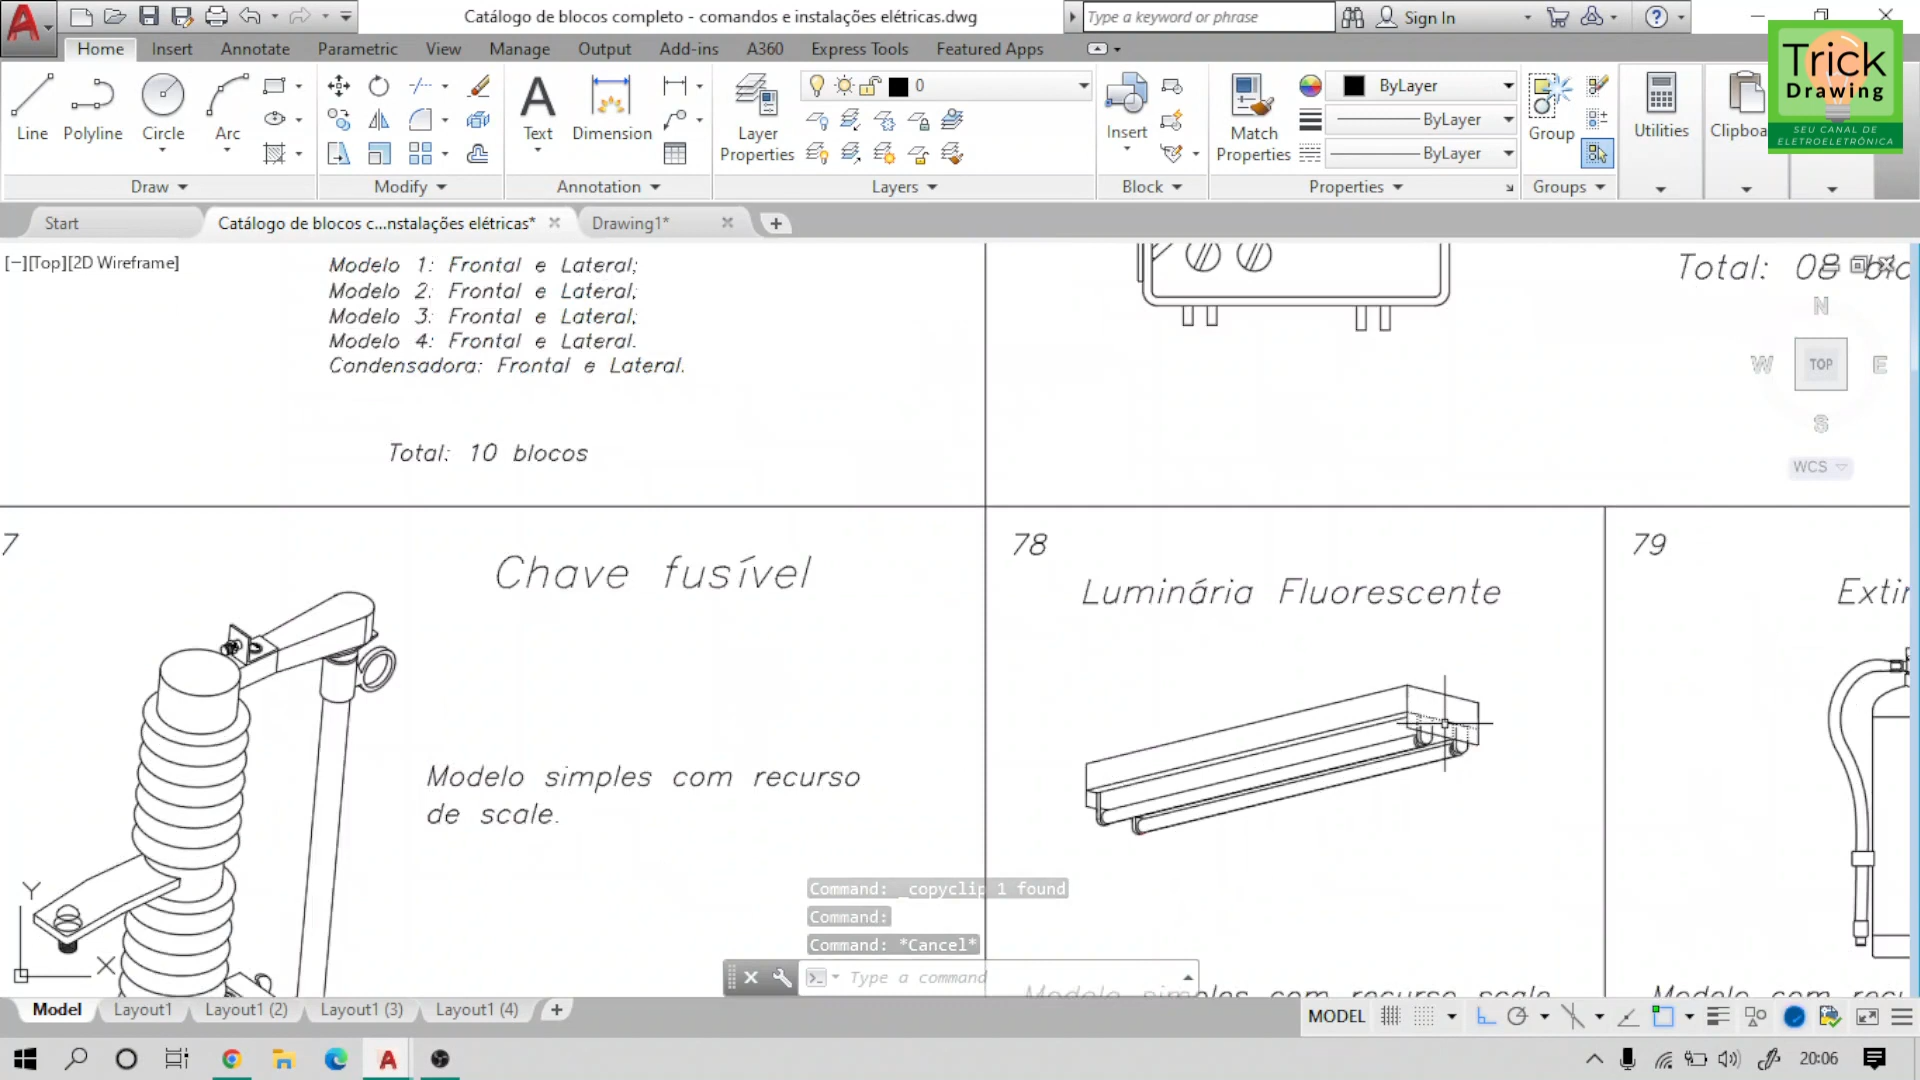 Catálogo de blocos completo - comandos e instalações elétricas.dwg
Type a keyword or phrase
Sign In
Home
Insert
Annotate
Parametric
View
Manage
Output
Add-ins
A360
Express Tools
Featured Apps
Trick
Drawing
SEU CANAL DE
ELETROELETRÔNICA
Line
Polyline
Circle
Arc
Text
Dimension
Layer
Properties
0
Insert
Match
Properties
ByLayer
ByLayer
ByLayer
Group
Utilities
Draw
Modify
Annotation
Layers
Block
Properties
Groups
Start
Catálogo de blocos c...nstalações elétricas*
Drawing1*
[−][Top][2D Wireframe]
Modelo 1: Frontal e Lateral;
Modelo 2: Frontal e Lateral;
Modelo 3: Frontal e Lateral;
Modelo 4: Frontal e Lateral.
Condensadora: Frontal e Lateral.
Total: 10 blocos
Total: 08
N
W
TOP
E
S
WCS
7
Chave fusível
Modelo simples com recurso
de scale.
78
Luminária Fluorescente
79
Y
X
Command: _copyclip 1 found
Command:
Command: *Cancel*
Type a command
Modelo simples com recurso scale
Model
Layout1
Layout1 (2)
Layout1 (3)
Layout1 (4)
MODEL
20:06